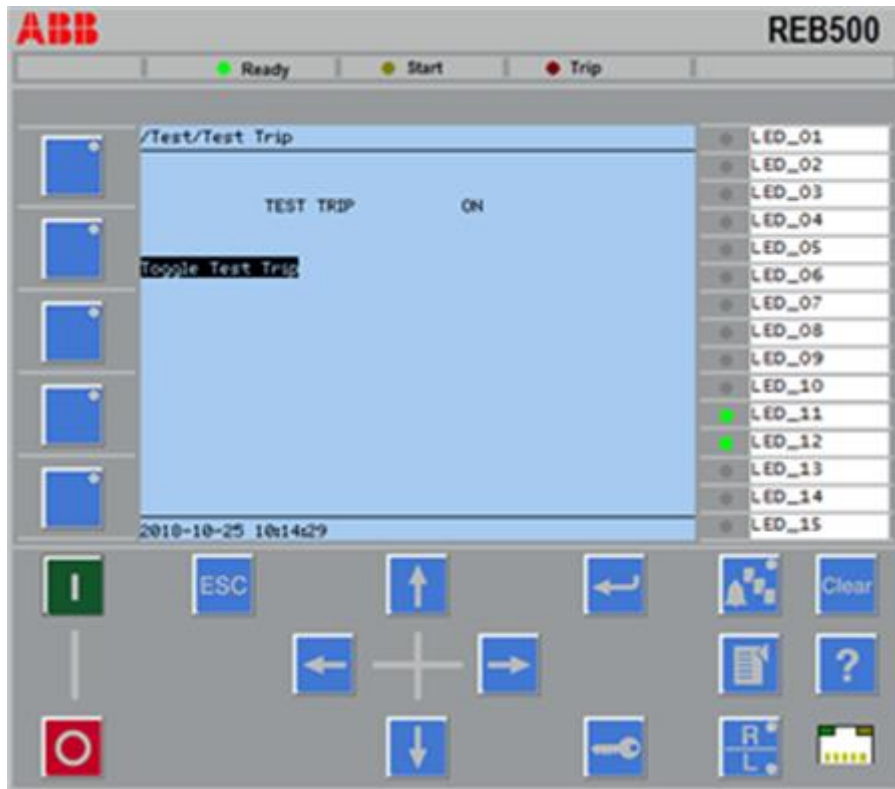 ABB
REB500
Ready
Start
Trip
/Test/Test Trip
TEST TRIP ON
Toggle Test Trip
2018-10-25 10:14:29
LED_01
LED_02
LED_03
LED_04
LED_05
LED_06
LED_07
LED_08
LED_09
LED_10
LED_11
LED_12
LED_13
LED_14
LED_15
I
ESC
Clear
?
O
R
L